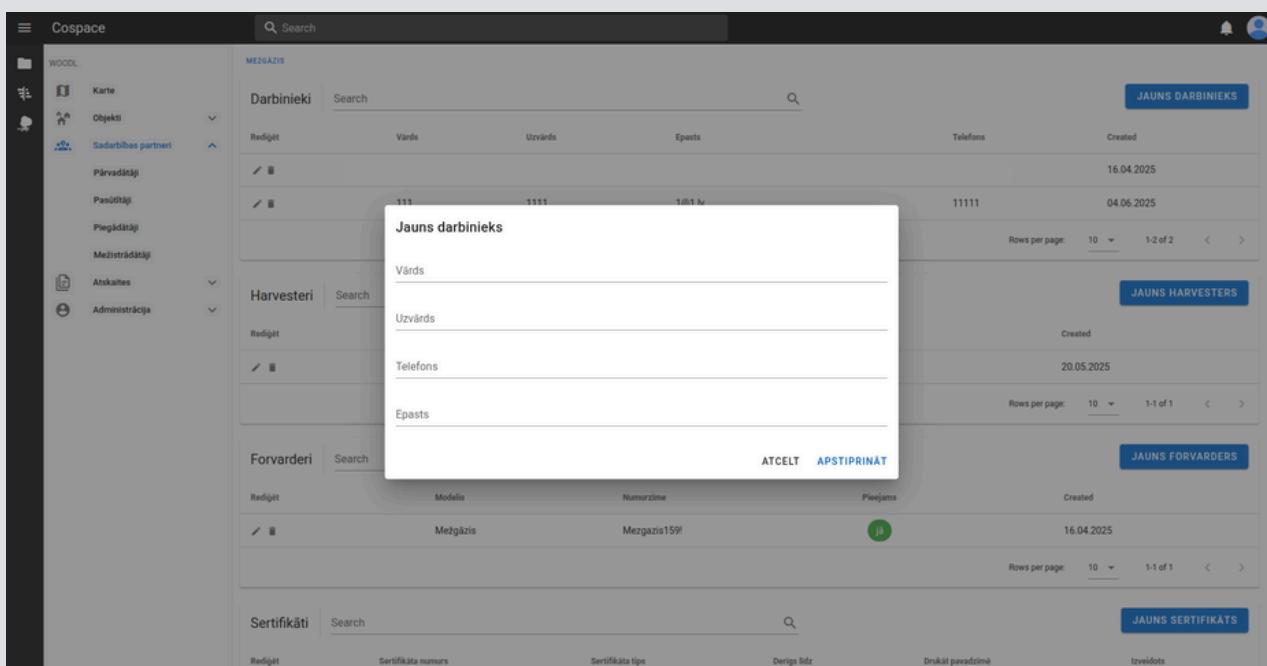 Cospace
Search
WOODL
MEŽGĀZIS
Karte
Objekti
Sadarbības partneri
Pārvadātāji
Pasūtītāji
Piegādātāji
Mežistrādātāji
Atskaites
Administrācija
Darbinieki Search JAUNS DARBINIEKS
Rediģēt Vārds Uzvārds Epasts Telefons Created
16.04.2025
111 1111 1@1.lv 11111 04.06.2025
Rows per page: 10 1-2 of 2
Jauns darbinieks
Vārds
Uzvārds
Telefons
Epasts
ATCELT APSTIPRINĀT
Harvesteri Search JAUNS HARVESTERS
Rediģēt Created
20.05.2025
Rows per page: 10 1-1 of 1
Forvarderi Search JAUNS FORVARDERS
Rediģēt Modelis Numurzīme Pieejams Created
Mežgāzis Mezgazis159! jā 16.04.2025
Rows per page: 10 1-1 of 1
Sertifikāti Search JAUNS SERTIFIKĀTS
Rediģēt Sertifikāta numurs Sertifikāta tips Derīgs līdz Drukāt pavadzīmē Izveidots